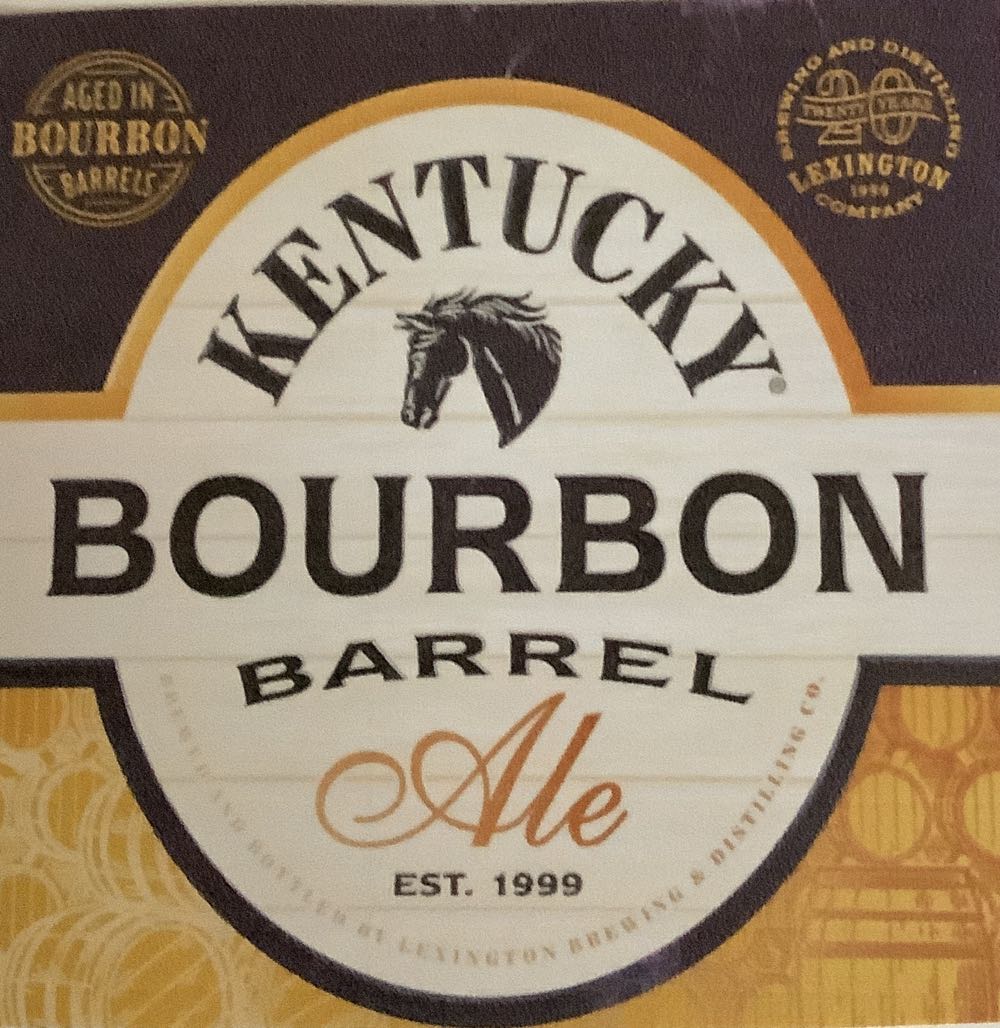 AGED IN
BOURBON
BARRELS
BREWING AND DISTILLING
20
TWENTY YEARS
LEXINGTON
1999
COMPANY
KENTUCKY
BOURBON
BARREL
Ale
EST. 1999
BREWED AND BOTTLED BY LEXINGTON BREWING & DISTILLING CO.